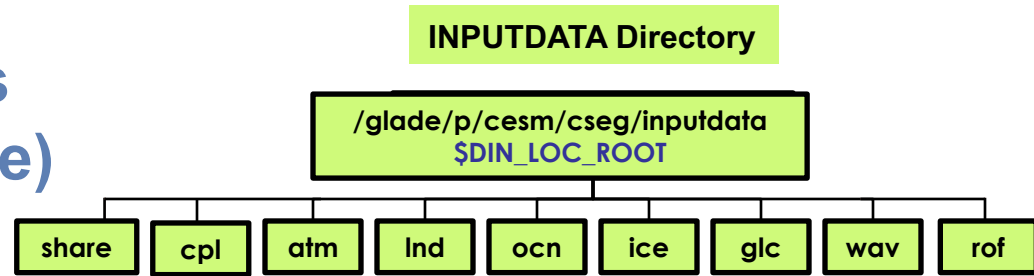 INPUTDATA Directory
s
e)
/glade/p/cesm/cseg/inputdata
$DIN_LOC_ROOT
share cpl atm lnd ocn ice glc wav rof